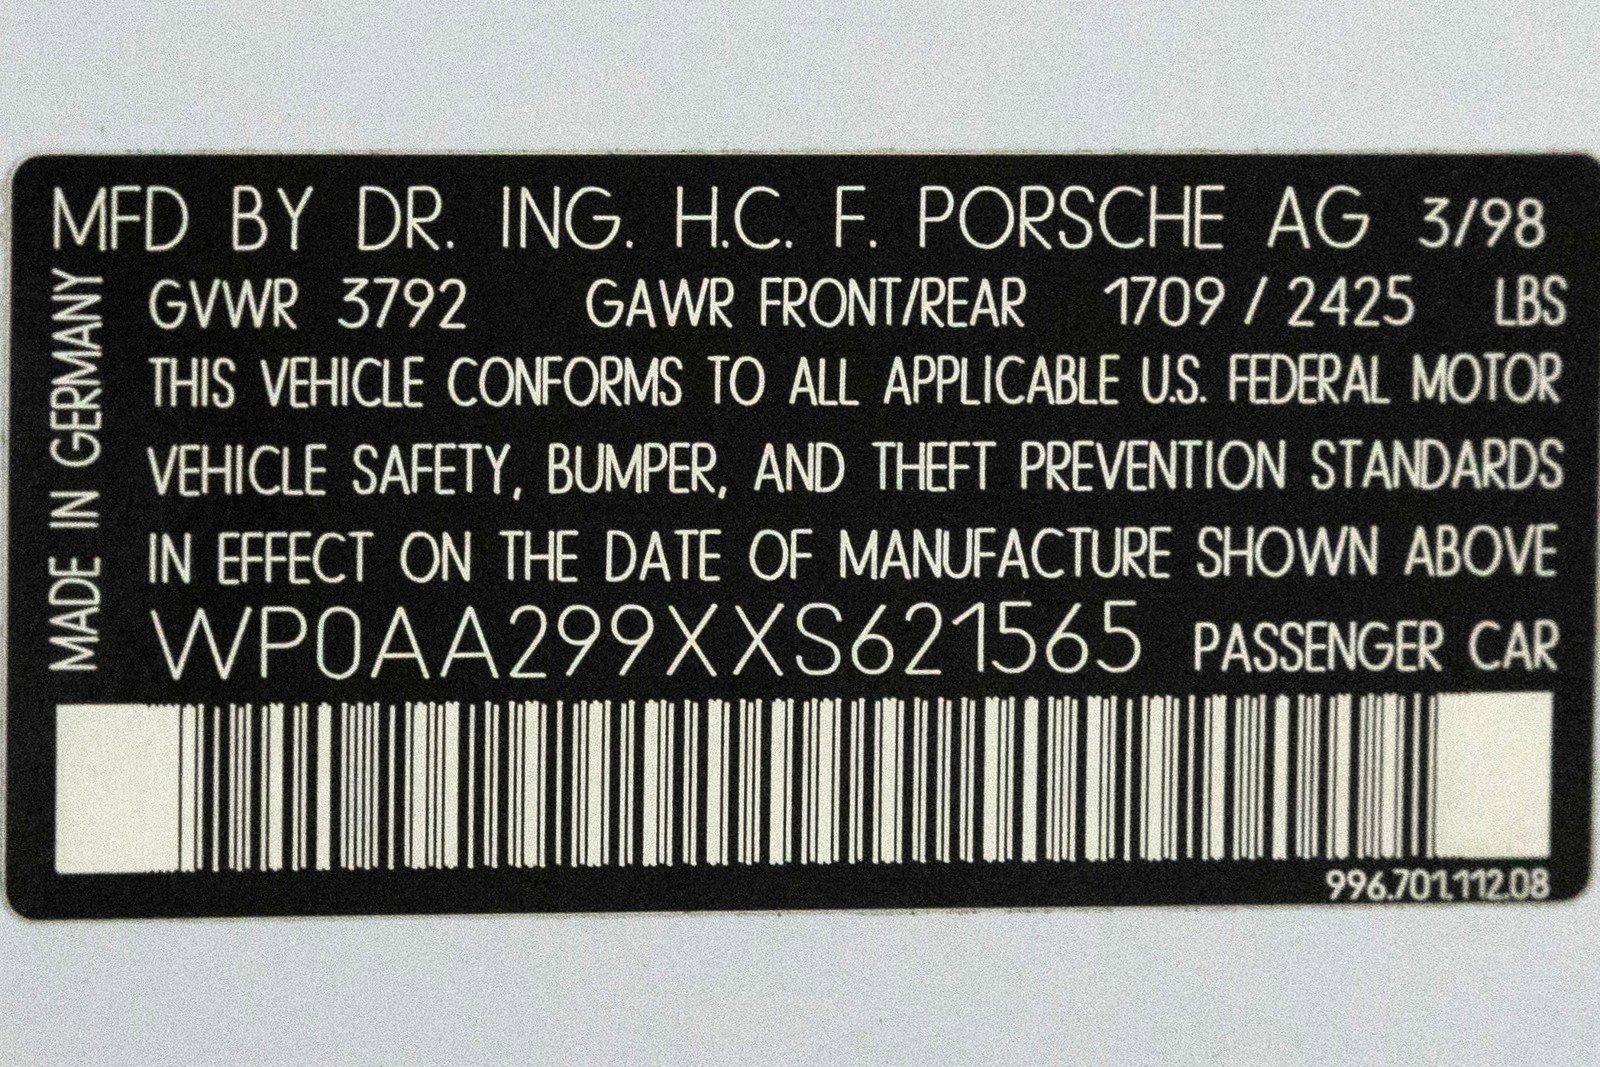 MFD BY DR. ING. H.C. F. PORSCHE AG 3/98
MADE IN GERMANY
GVWR 3792 GAWR FRONT/REAR 1709 / 2425 LBS
THIS VEHICLE CONFORMS TO ALL APPLICABLE U.S. FEDERAL MOTOR
VEHICLE SAFETY, BUMPER, AND THEFT PREVENTION STANDARDS
IN EFFECT ON THE DATE OF MANUFACTURE SHOWN ABOVE
WP0AA299XXS621565 PASSENGER CAR
996.701.112.08